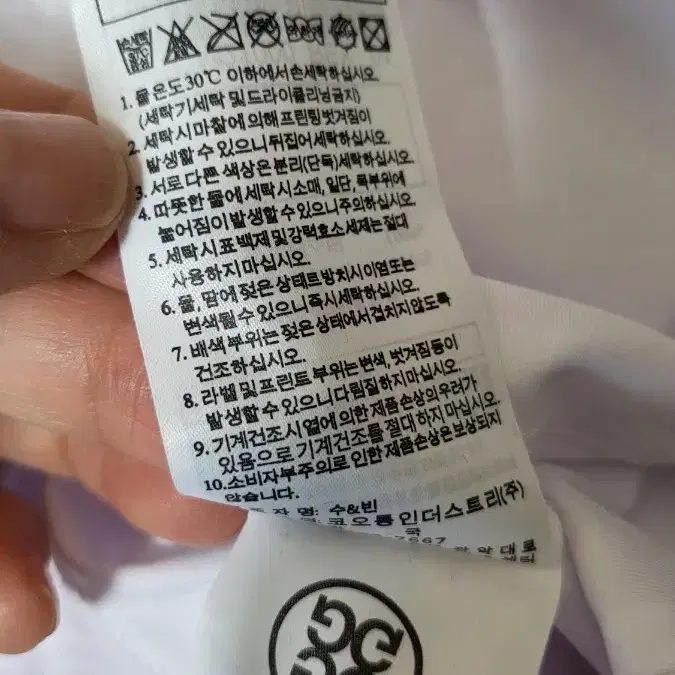 1. 물 온도30℃ 이하에서손세탁하십시오.
(세탁기세탁 및드라이클리닝금지)
2. 세탁시마찰에 의해프린팅벗겨짐이
발생할 수 있으니뒤집어세탁하십시오.
3. 서로다른 색상은분리(단독)세탁하십시오.
4. 따뜻한 물에세탁시소매, 밑단, 목부위에
늘어짐이 발생할수있으니주의하십시오.
5. 세탁시표백제및강력효소세제는절대
사용하지마십시오.
6. 물, 땀에 젖은 상태로방치시이염또는
변색될수 있으니즉시세탁하십시오.
7. 배색부위는 젖은상태에서겹치지않도록
건조하십시오.
8. 라벨및프린트 부위는변색, 벗겨짐 등이
발생할수 있으니다림질하지마십시오.
9. 기계건조시열에의한제품손상의우려가
있음으로기계건조를 절대하지 마십시오.
10.소비자부주의로 인한제품손상은보상되지
않습니다.
자 명: 수&빈
명: 코오롱인더스트리(주)
국